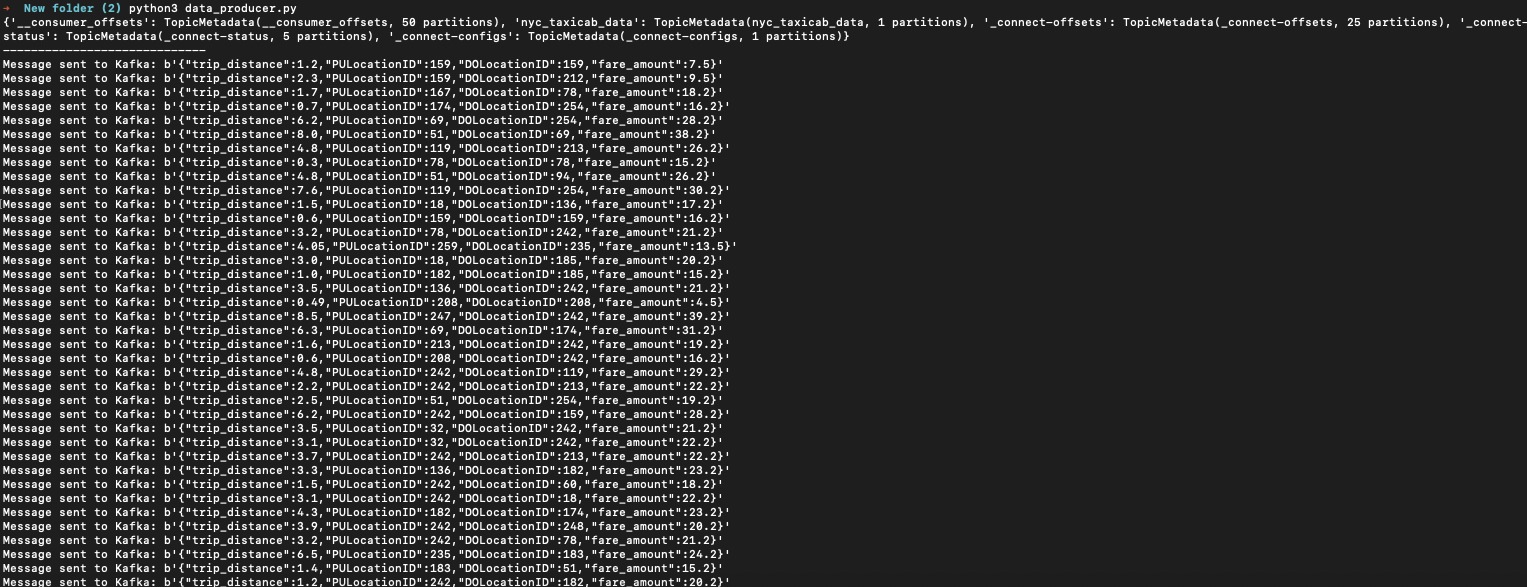 → New folder (2) python3 data_producer.py
{'__consumer_offsets': TopicMetadata(__consumer_offsets, 50 partitions), 'nyc_taxicab_data': TopicMetadata(nyc_taxicab_data, 1 partitions), '_connect-offsets': TopicMetadata(_connect-offsets, 25 partitions), '_connect-
status': TopicMetadata(_connect-status, 5 partitions), '_connect-configs': TopicMetadata(_connect-configs, 1 partitions)}
-----------------------------
Message sent to Kafka: b'{"trip_distance":1.2,"PULocationID":159,"DOLocationID":159,"fare_amount":7.5}'
Message sent to Kafka: b'{"trip_distance":2.3,"PULocationID":159,"DOLocationID":212,"fare_amount":9.5}'
Message sent to Kafka: b'{"trip_distance":1.7,"PULocationID":167,"DOLocationID":78,"fare_amount":18.2}'
Message sent to Kafka: b'{"trip_distance":0.7,"PULocationID":174,"DOLocationID":254,"fare_amount":16.2}'
Message sent to Kafka: b'{"trip_distance":6.2,"PULocationID":69,"DOLocationID":254,"fare_amount":28.2}'
Message sent to Kafka: b'{"trip_distance":8.0,"PULocationID":51,"DOLocationID":69,"fare_amount":38.2}'
Message sent to Kafka: b'{"trip_distance":4.8,"PULocationID":119,"DOLocationID":213,"fare_amount":26.2}'
Message sent to Kafka: b'{"trip_distance":0.3,"PULocationID":78,"DOLocationID":78,"fare_amount":15.2}'
Message sent to Kafka: b'{"trip_distance":4.8,"PULocationID":51,"DOLocationID":94,"fare_amount":26.2}'
Message sent to Kafka: b'{"trip_distance":7.6,"PULocationID":119,"DOLocationID":254,"fare_amount":30.2}'
Message sent to Kafka: b'{"trip_distance":1.5,"PULocationID":18,"DOLocationID":136,"fare_amount":17.2}'
Message sent to Kafka: b'{"trip_distance":0.6,"PULocationID":159,"DOLocationID":159,"fare_amount":16.2}'
Message sent to Kafka: b'{"trip_distance":3.2,"PULocationID":78,"DOLocationID":242,"fare_amount":21.2}'
Message sent to Kafka: b'{"trip_distance":4.05,"PULocationID":259,"DOLocationID":235,"fare_amount":13.5}'
Message sent to Kafka: b'{"trip_distance":3.0,"PULocationID":18,"DOLocationID":185,"fare_amount":20.2}'
Message sent to Kafka: b'{"trip_distance":1.0,"PULocationID":182,"DOLocationID":185,"fare_amount":15.2}'
Message sent to Kafka: b'{"trip_distance":3.5,"PULocationID":136,"DOLocationID":242,"fare_amount":21.2}'
Message sent to Kafka: b'{"trip_distance":0.49,"PULocationID":208,"DOLocationID":208,"fare_amount":4.5}'
Message sent to Kafka: b'{"trip_distance":8.5,"PULocationID":247,"DOLocationID":242,"fare_amount":39.2}'
Message sent to Kafka: b'{"trip_distance":6.3,"PULocationID":69,"DOLocationID":174,"fare_amount":31.2}'
Message sent to Kafka: b'{"trip_distance":1.6,"PULocationID":213,"DOLocationID":242,"fare_amount":19.2}'
Message sent to Kafka: b'{"trip_distance":0.6,"PULocationID":208,"DOLocationID":242,"fare_amount":16.2}'
Message sent to Kafka: b'{"trip_distance":4.8,"PULocationID":242,"DOLocationID":119,"fare_amount":29.2}'
Message sent to Kafka: b'{"trip_distance":2.2,"PULocationID":242,"DOLocationID":213,"fare_amount":22.2}'
Message sent to Kafka: b'{"trip_distance":2.5,"PULocationID":51,"DOLocationID":254,"fare_amount":19.2}'
Message sent to Kafka: b'{"trip_distance":6.2,"PULocationID":242,"DOLocationID":159,"fare_amount":28.2}'
Message sent to Kafka: b'{"trip_distance":3.5,"PULocationID":32,"DOLocationID":242,"fare_amount":21.2}'
Message sent to Kafka: b'{"trip_distance":3.1,"PULocationID":32,"DOLocationID":242,"fare_amount":22.2}'
Message sent to Kafka: b'{"trip_distance":3.7,"PULocationID":242,"DOLocationID":213,"fare_amount":22.2}'
Message sent to Kafka: b'{"trip_distance":3.3,"PULocationID":136,"DOLocationID":182,"fare_amount":23.2}'
Message sent to Kafka: b'{"trip_distance":1.5,"PULocationID":242,"DOLocationID":60,"fare_amount":18.2}'
Message sent to Kafka: b'{"trip_distance":3.1,"PULocationID":242,"DOLocationID":18,"fare_amount":22.2}'
Message sent to Kafka: b'{"trip_distance":4.3,"PULocationID":182,"DOLocationID":174,"fare_amount":23.2}'
Message sent to Kafka: b'{"trip_distance":3.9,"PULocationID":242,"DOLocationID":248,"fare_amount":20.2}'
Message sent to Kafka: b'{"trip_distance":3.2,"PULocationID":242,"DOLocationID":78,"fare_amount":21.2}'
Message sent to Kafka: b'{"trip_distance":6.5,"PULocationID":235,"DOLocationID":183,"fare_amount":24.2}'
Message sent to Kafka: b'{"trip_distance":1.4,"PULocationID":183,"DOLocationID":51,"fare_amount":15.2}'
Message sent to Kafka: b'{"trip_distance":1.2,"PULocationID":242,"DOLocationID":182,"fare_amount":20.2}'